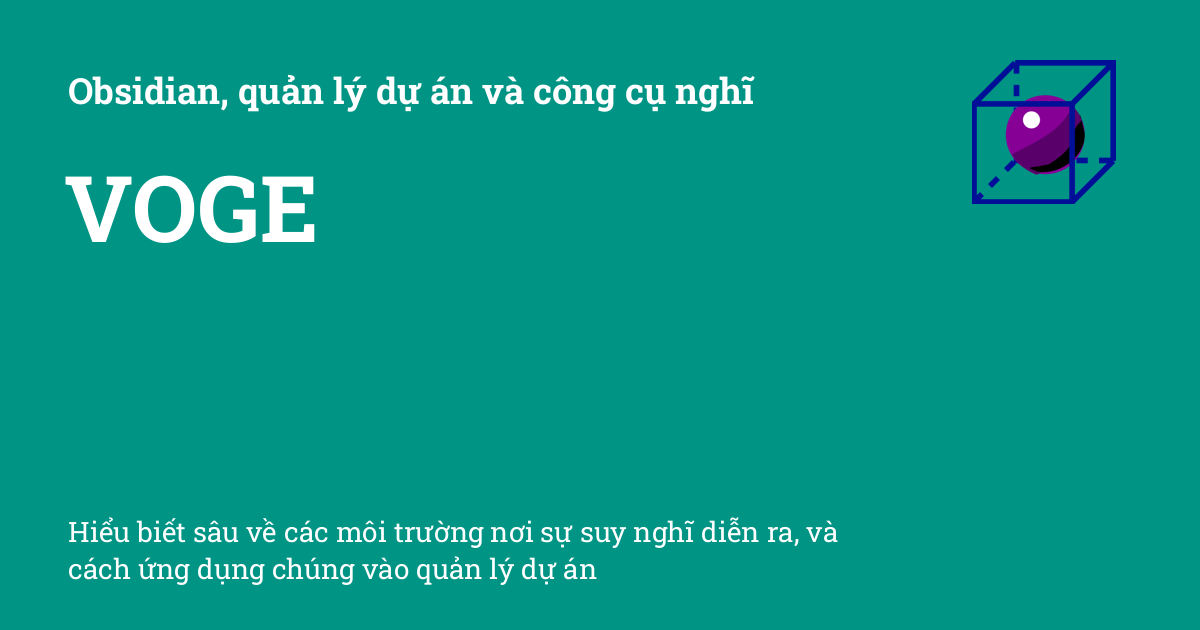 Obsidian, quản lý dự án và công cụ nghĩ
VOGE
Hiểu biết sâu về các môi trường nơi sự suy nghĩ diễn ra, và
cách ứng dụng chúng vào quản lý dự án